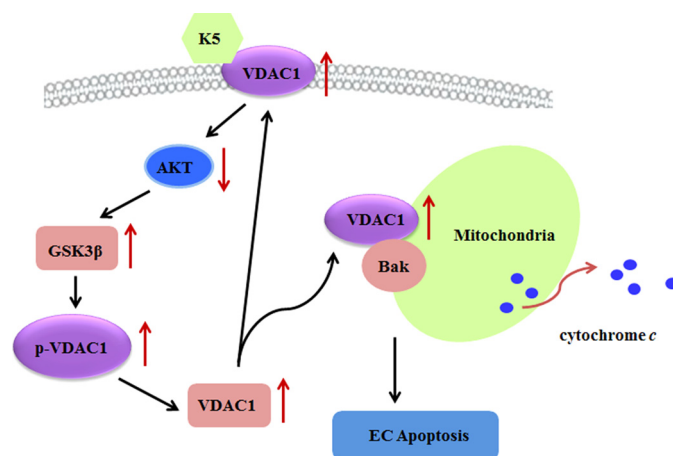 K5
VDAC1
AKT
GSK3β
p-VDAC1
VDAC1
VDAC1
Bak
Mitochondria
cytochrome c
EC Apoptosis